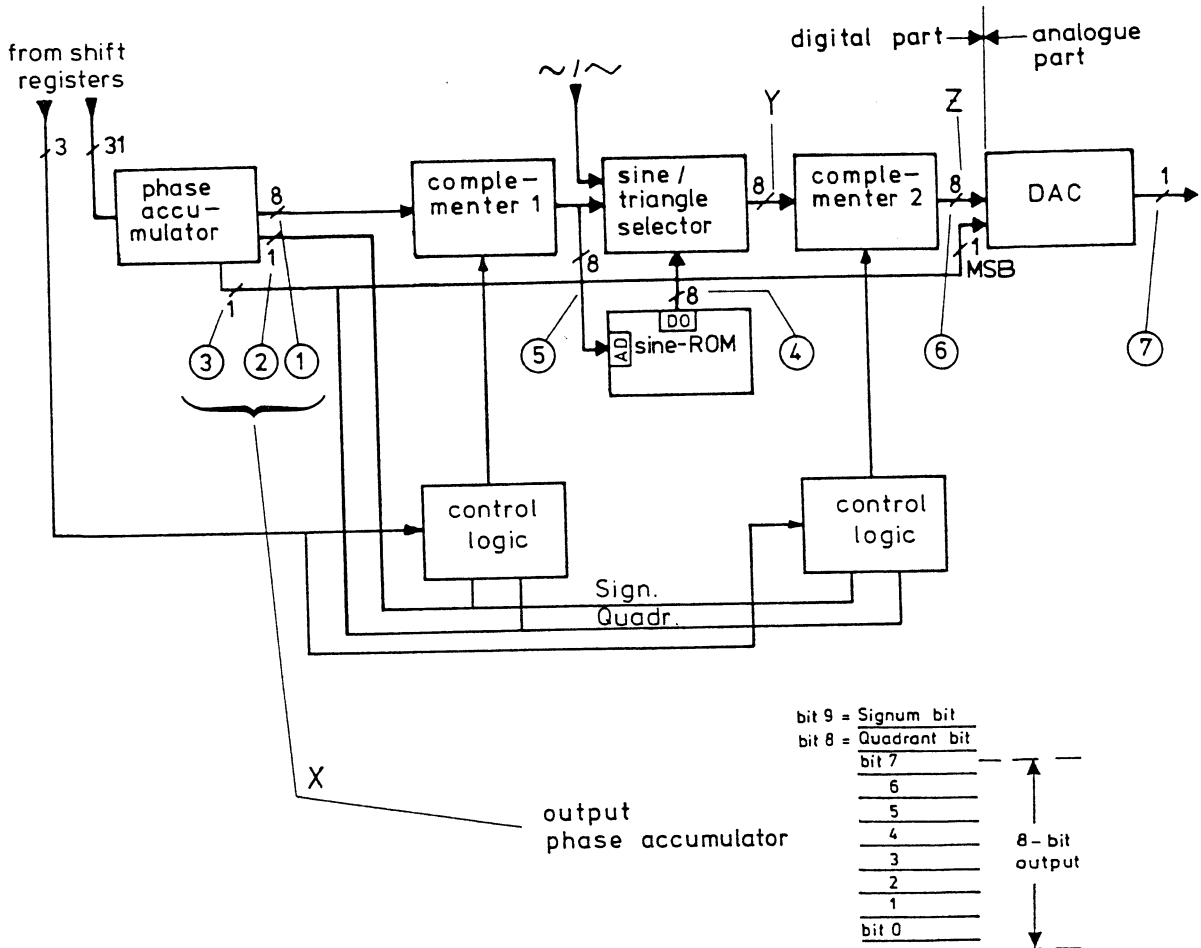 digital part
analogue
part
from shift
registers
3
31
~/~
Y
Z
phase
accu-
mulator
8
1
1
comple-
menter 1
8
sine /
triangle
selector
8
comple-
menter 2
8
DAC
1
1
MSB
8
DO
AD
sine-ROM
3
2
1
5
4
6
7
control
logic
control
logic
Sign.
Quadr.
X
output
phase accumulator
bit 9 = Signum bit
bit 8 = Quadrant bit
bit 7
6
5
4
3
2
1
bit 0
8-bit
output